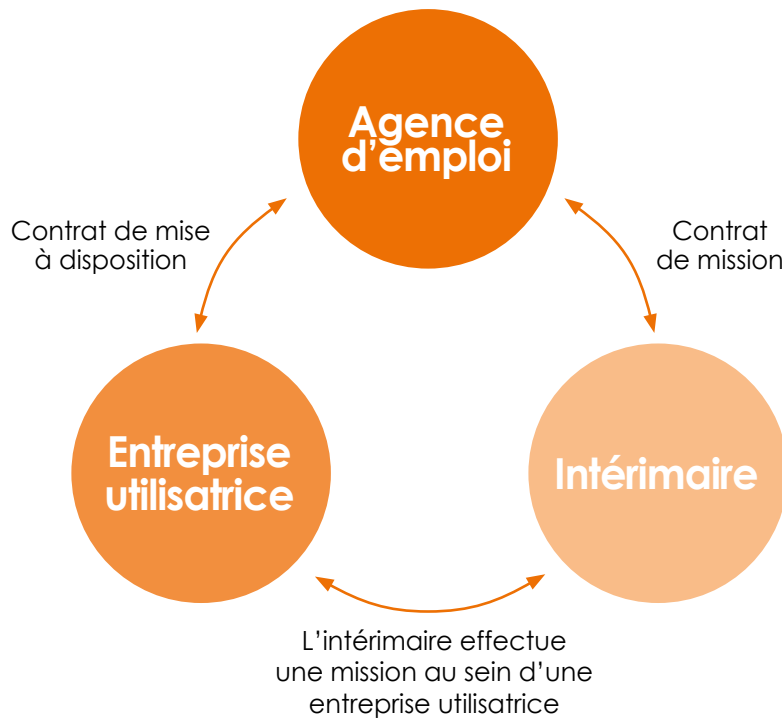 Agence
d’emploi
Contrat de mise
à disposition
Contrat
de mission
Entreprise
utilisatrice
Intérimaire
L’intérimaire effectue
une mission au sein d’une
entreprise utilisatrice